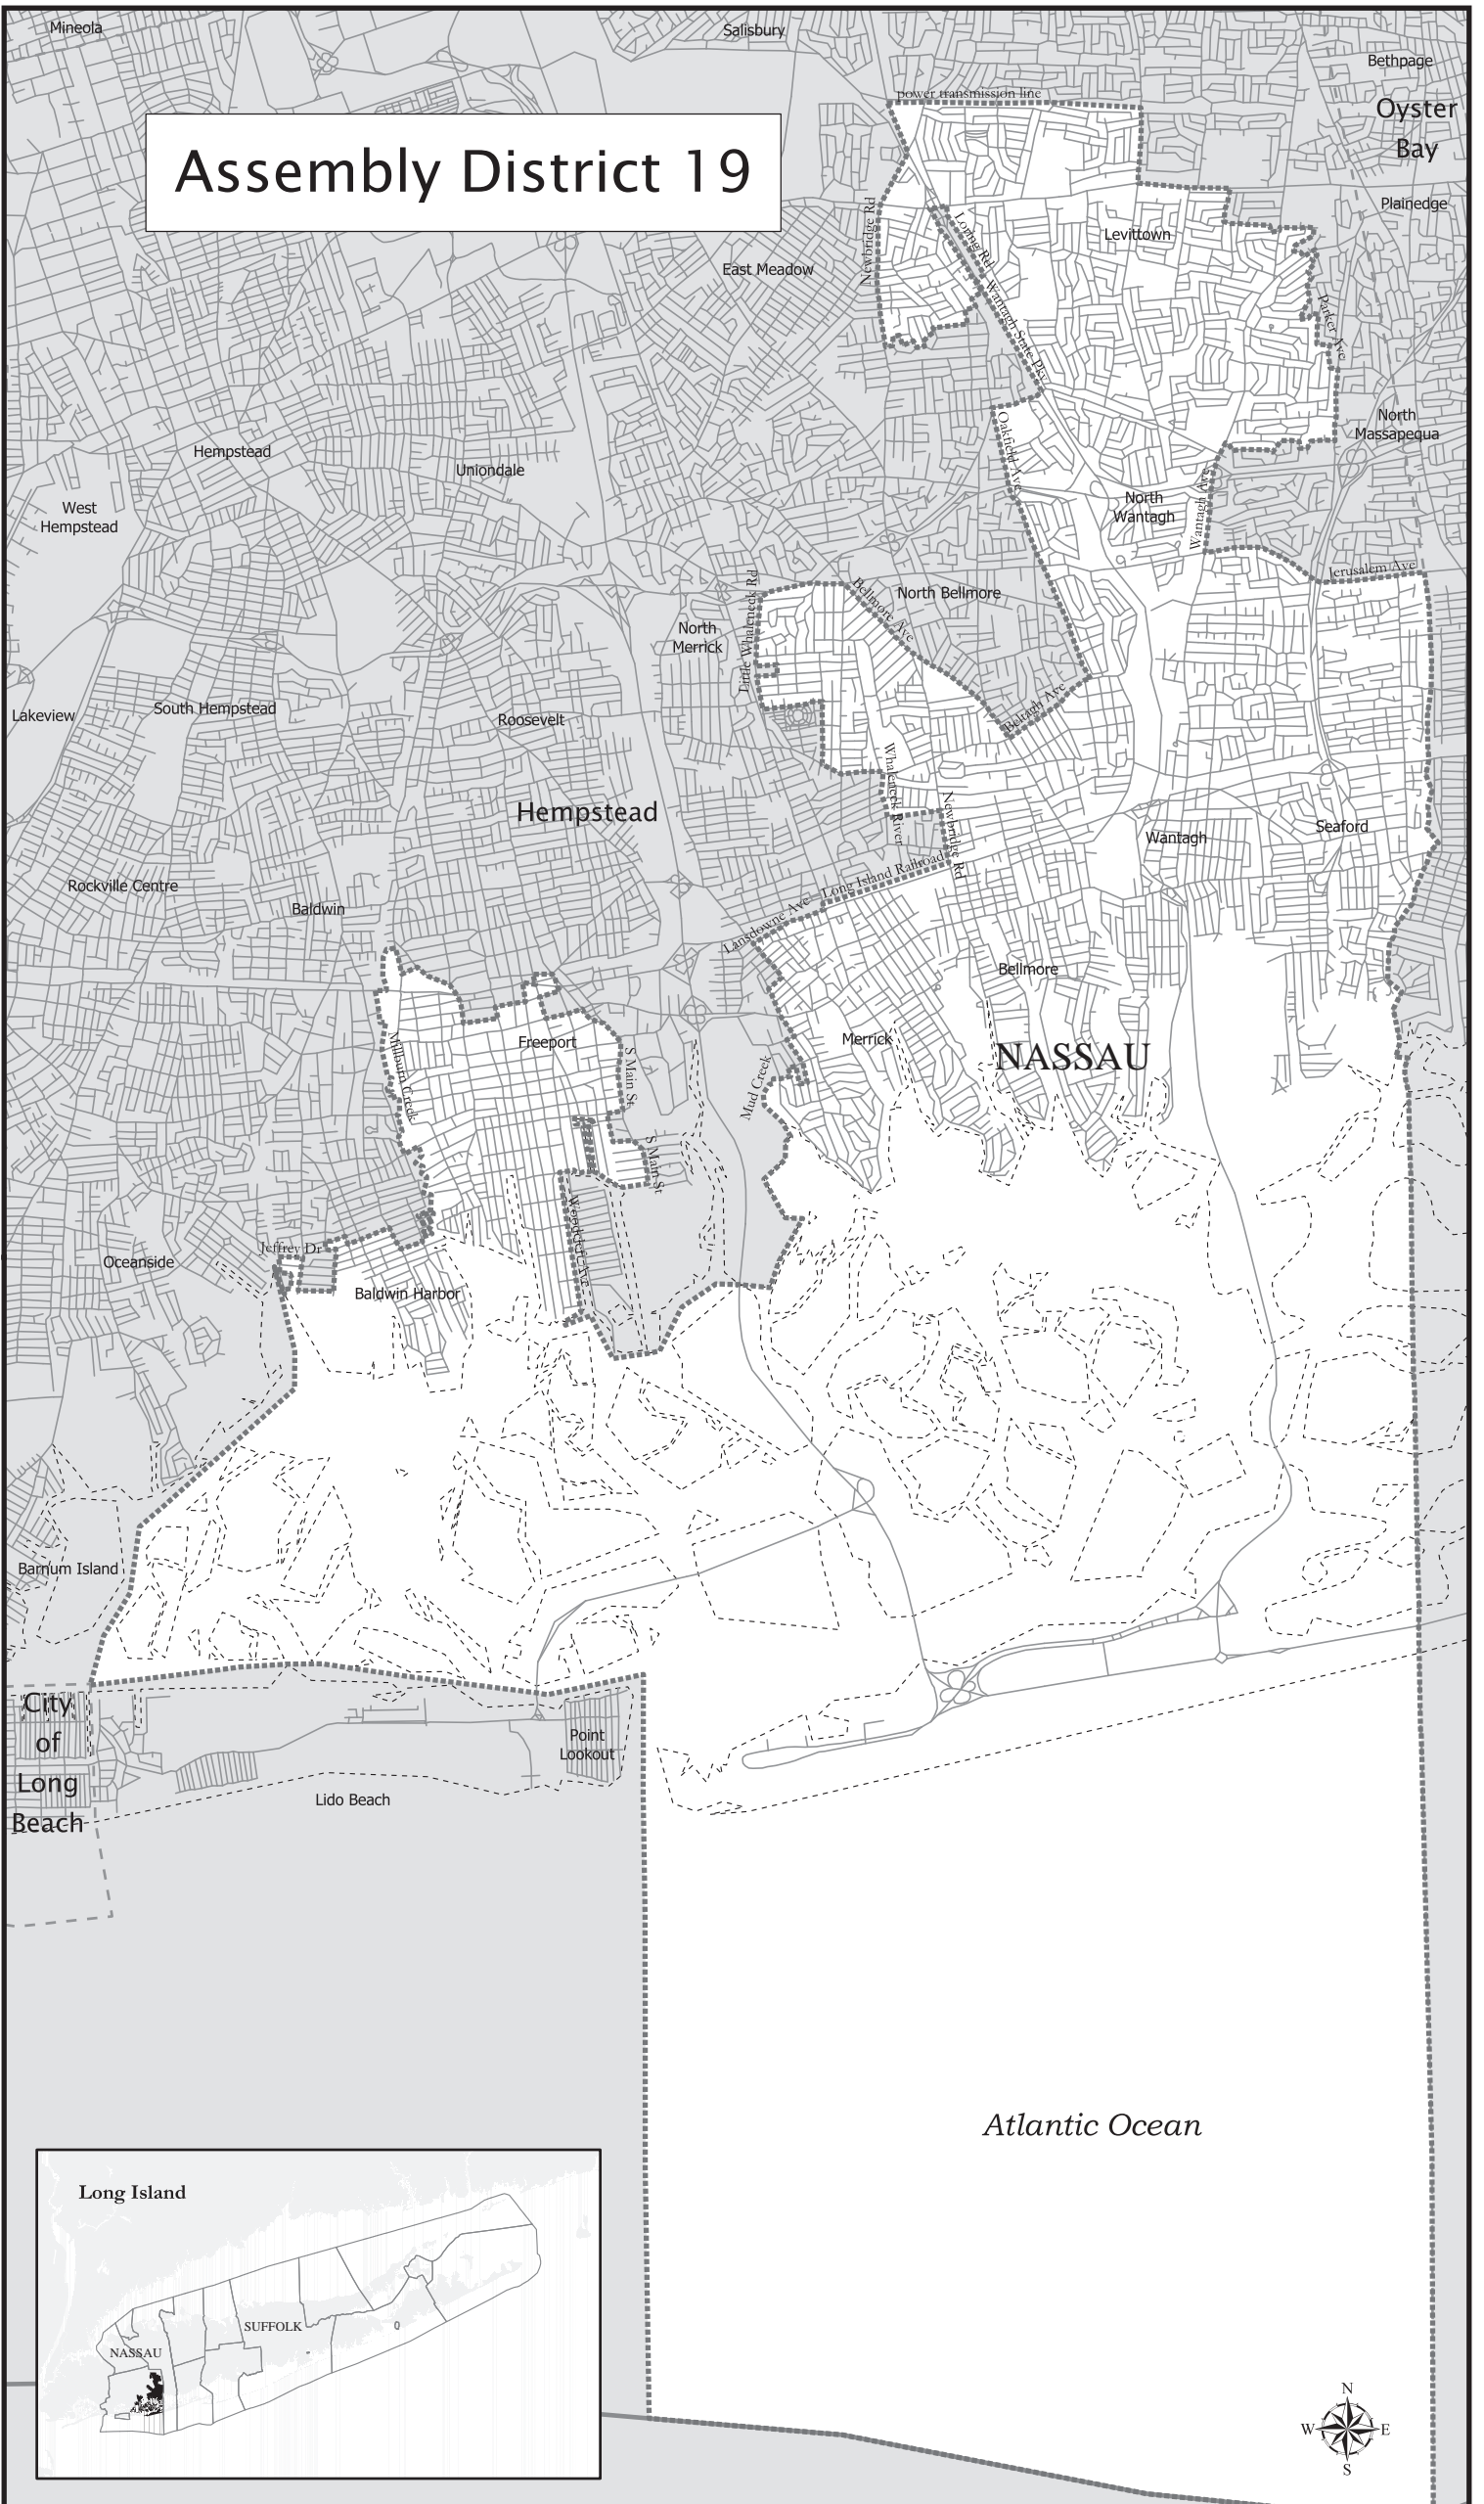 Mineola
Salisbury
Bethpage
Oyster
Bay
power transmission line
Assembly District 19
Plainedge
Newbridge Rd
Loring Rd
Levittown
East Meadow
Wantagh State Pky
Parker Ave
North
Massapequa
Oakfield Ave
Hempstead
Uniondale
West
Hempstead
North
Wantagh
Wantagh Ave
Jerusalem Ave
Little Whaleneck Rd
Bellmore Ave
North Bellmore
North
Merrick
Beltagh Ave
Lakeview
South Hempstead
Roosevelt
Whaleneck River
Newbridge Rd
Hempstead
Wantagh
Seaford
Long Island Railroad
Rockville Centre
Baldwin
Lansdowne Ave
Bellmore
Freeport
Merrick
NASSAU
Millburn Creek
S Main St
Mud Creek
S Main St
Woodcleft Ave
Jeffrey Dr
Oceanside
Baldwin Harbor
Barnum Island
City
of
Long
Beach
Point
Lookout
Lido Beach
Atlantic Ocean
Long Island
SUFFOLK
NASSAU
N
W E
S